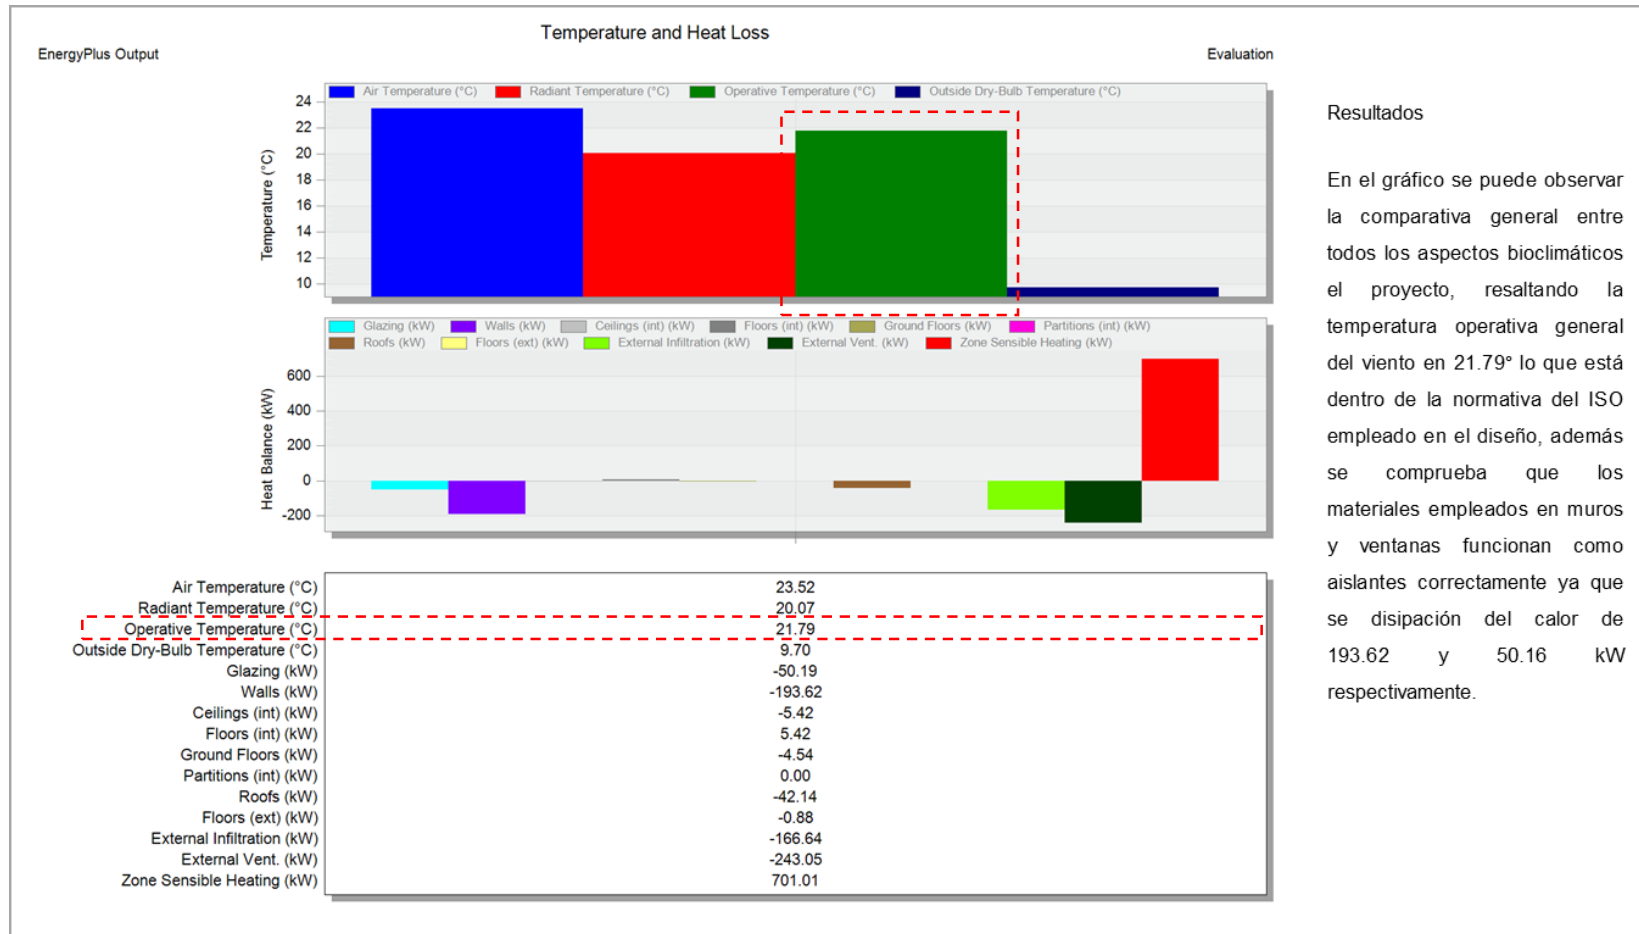 Temperature and Heat Loss
EnergyPlus Output
Evaluation
Air Temperature (°C) Radiant Temperature (°C) Operative Temperature (°C) Outside Dry-Bulb Temperature (°C)
24
22
20
18
16
14
12
10
Temperature (°C)
Glazing (kW) Walls (kW) Ceilings (int) (kW) Floors (int) (kW) Ground Floors (kW) Partitions (int) (kW)
Roofs (kW) Floors (ext) (kW) External Infiltration (kW) External Vent. (kW) Zone Sensible Heating (kW)
600
400
200
0
-200
Heat Balance (kW)
Air Temperature (°C) 23.52
Radiant Temperature (°C) 20.07
Operative Temperature (°C) 21.79
Outside Dry-Bulb Temperature (°C) 9.70
Glazing (kW) -50.19
Walls (kW) -193.62
Ceilings (int) (kW) -5.42
Floors (int) (kW) 5.42
Ground Floors (kW) -4.54
Partitions (int) (kW) 0.00
Roofs (kW) -42.14
Floors (ext) (kW) -0.88
External Infiltration (kW) -166.64
External Vent. (kW) -243.05
Zone Sensible Heating (kW) 701.01
Resultados
En el gráfico se puede observar
la comparativa general entre
todos los aspectos bioclimáticos
el proyecto, resaltando la
temperatura operativa general
del viento en 21.79° lo que está
dentro de la normativa del ISO
empleado en el diseño, además
se comprueba que los
materiales empleados en muros
y ventanas funcionan como
aislantes correctamente ya que
se disipación del calor de
193.62 y 50.16 kW
respectivamente.